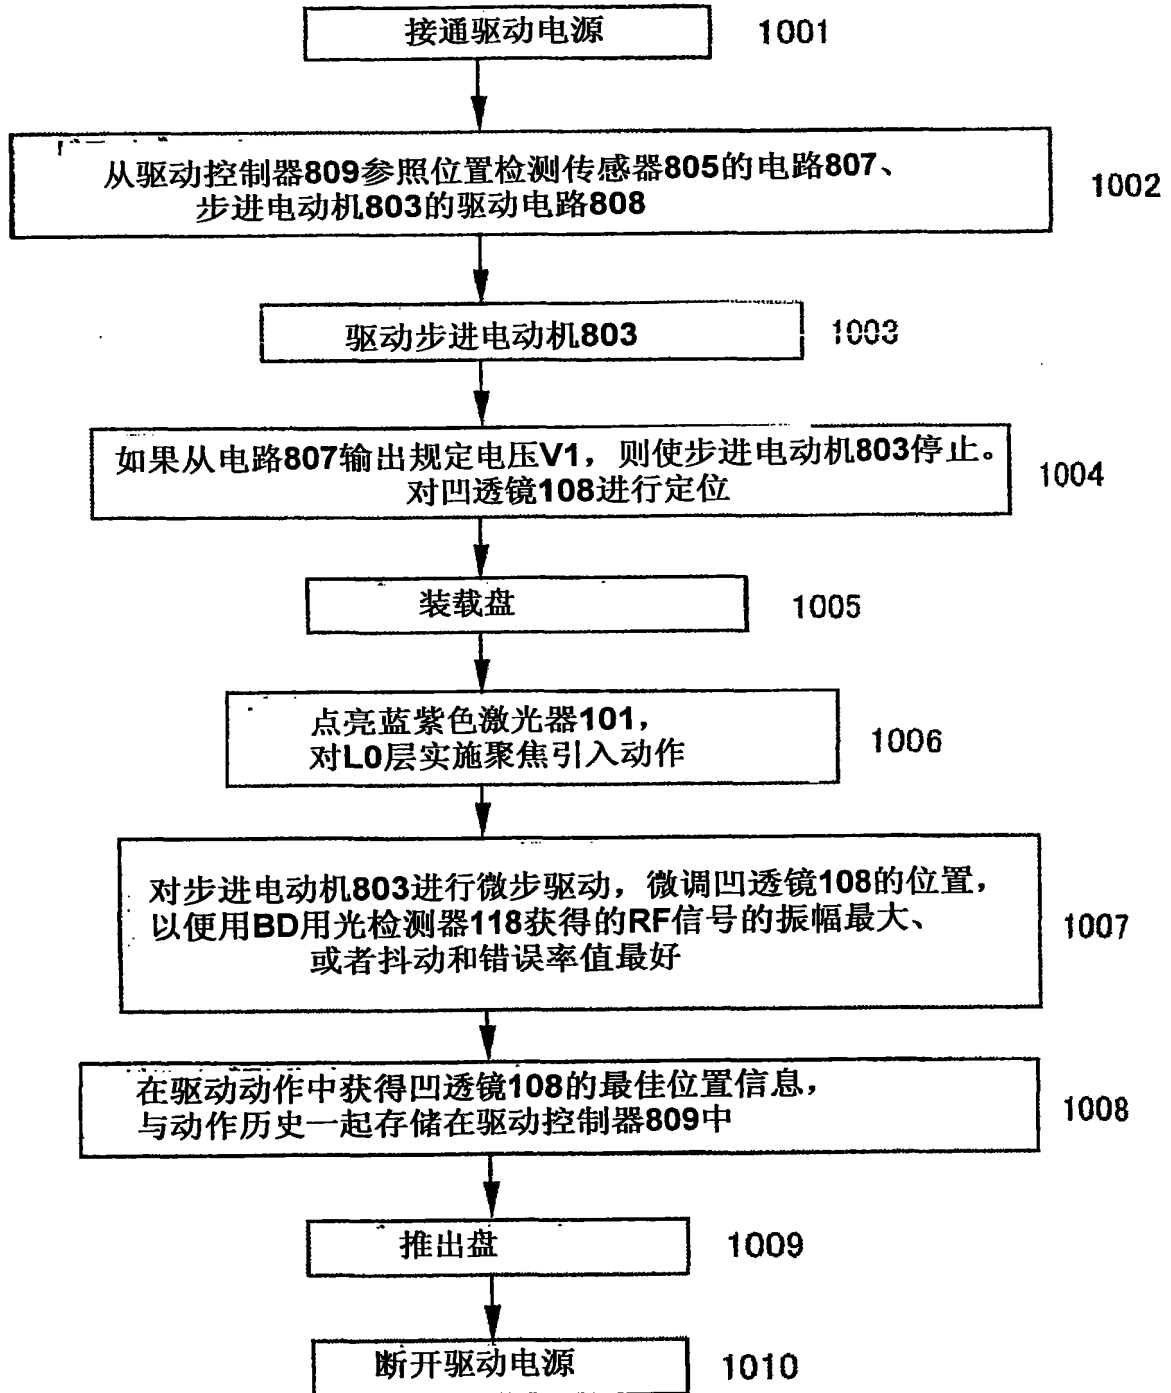 接通驱动电源 1001
从驱动控制器809参照位置检测传感器805的电路807、
步进电动机803的驱动电路808
1002
驱动步进电动机803 1003
如果从电路807输出规定电压V1，则使步进电动机803停止。
对凹透镜108进行定位
1004
装载盘 1005
点亮蓝紫色激光器101，
对L0层实施聚焦引入动作
1006
对步进电动机803进行微步驱动，微调凹透镜108的位置，
以便用BD用光检测器118获得的RF信号的振幅最大、
或者抖动和错误率值最好
1007
在驱动动作中获得凹透镜108的最佳位置信息，
与动作历史一起存储在驱动控制器809中
1008
推出盘 1009
断开驱动电源 1010